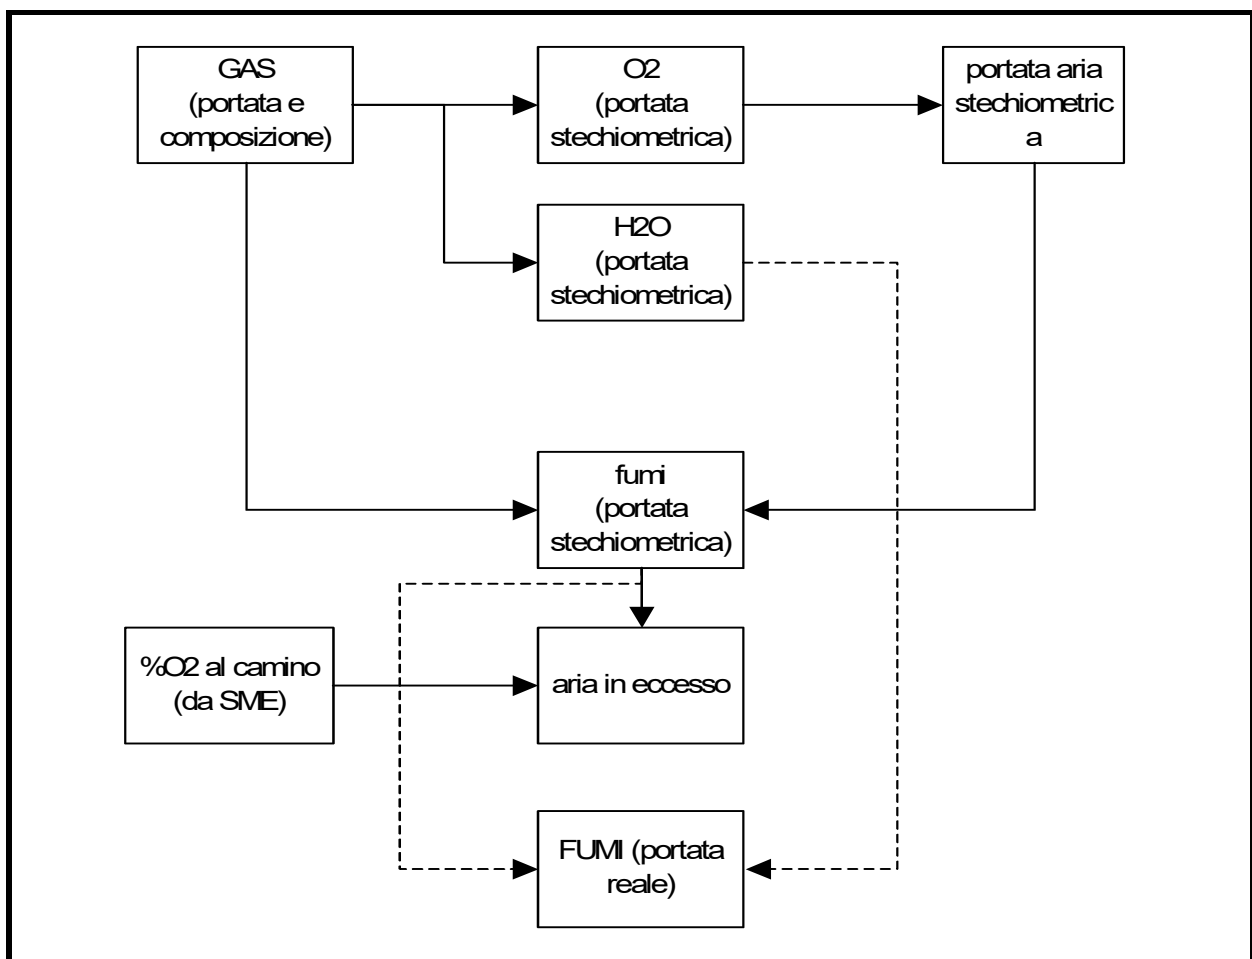 GAS
(portata e
composizione)
O2
(portata
stechiometrica)
portata aria
stechiometric
a
H2O
(portata
stechiometrica)
fumi
(portata
stechiometrica)
%O2 al camino
(da SME)
aria in eccesso
FUMI (portata
reale)